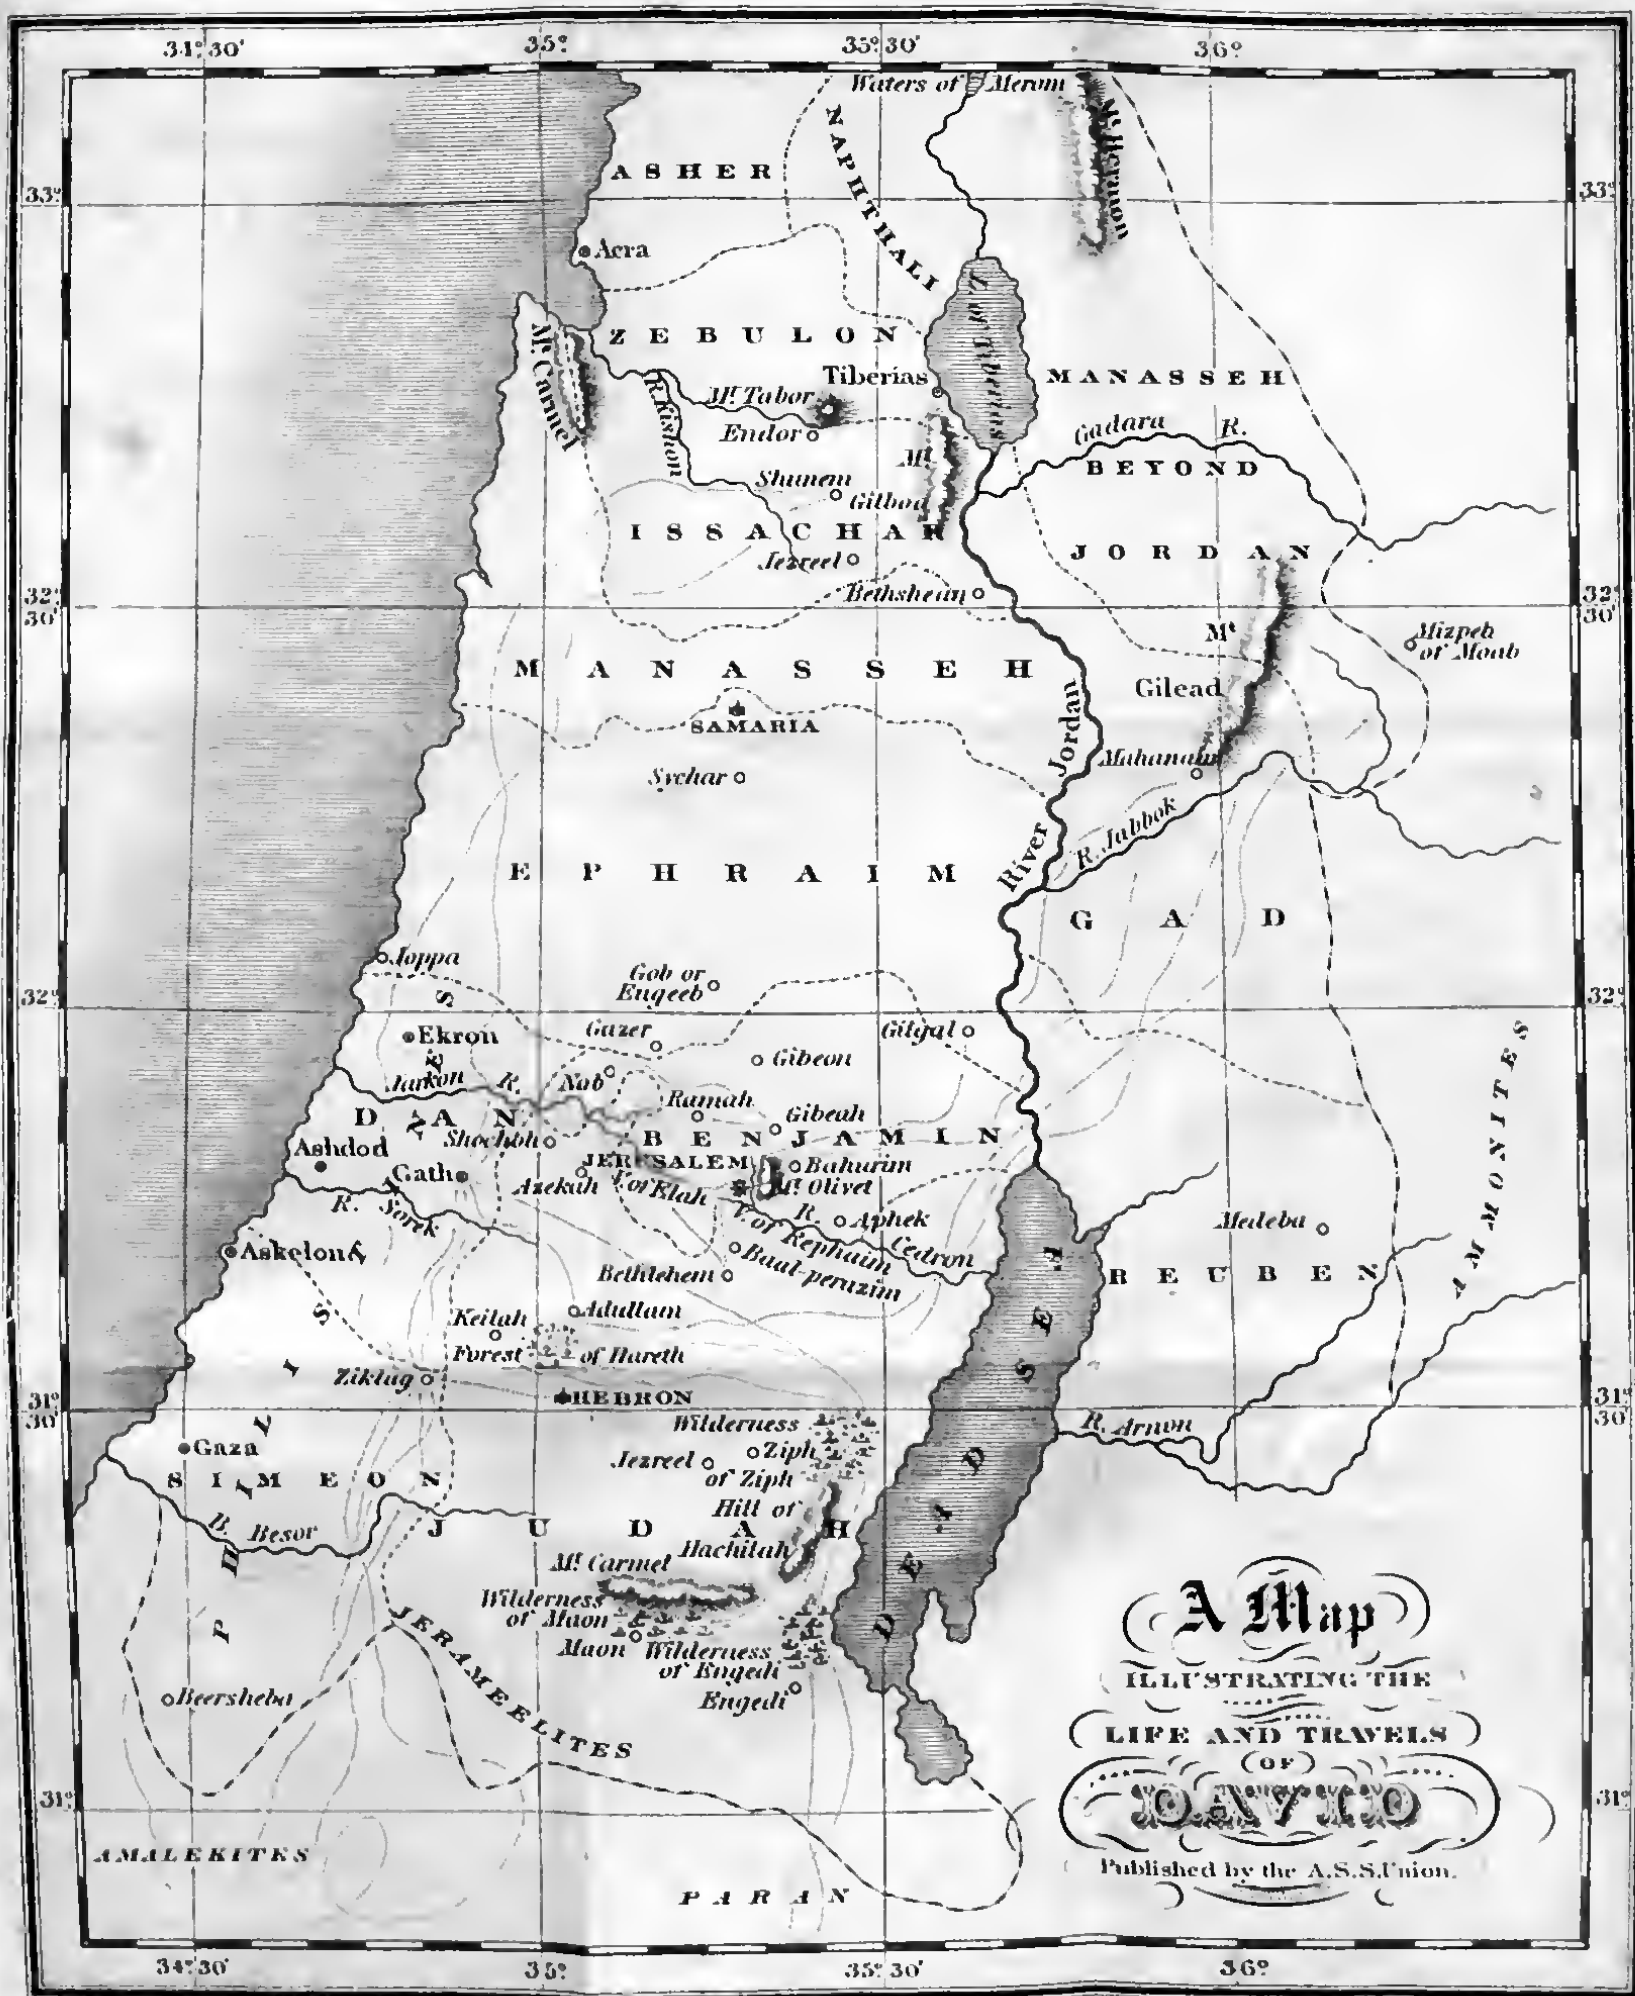 34°30'
35°
35°30'
36°
Waters of Merom
Mt. Hermon
NAPHTHALI
ASHER
33°
33°
Acra
L. of Tiberias
ZEBULON
Mt. Carmel
Tiberias
MANASSEH
Mt. Tabor
R. Kishon
Endor
Gadara R.
BEYOND
Mt.
Shunem
Gilboa
ISSACHAR
JORDAN
Jezreel
Bethshean
32°
30'
32°
30'
Mt.
Gilead
Mizpeh
of Moab
MANASSEH
SAMARIA
River Jordan
Mahanaim
Sychar
R. Jabbok
EPHRAIM
GAD
Joppa
Gob or
Engeeb
32°
32°
Ekron
Gazer
Gibeon
Gilgal
Jarkon R.
Nob
Ramah
Gibeah
DAN
Shochoh
BENJAMIN
Ashdod
JERUSALEM
Bahurim
Gath
Azekah
V. of Elah
Mt. Olivet
R. Sorek
R. Cedron
Aphek
V. of Rephaim
Medeba
Askelon
Baal-perazim
Bethlehem
REUBEN
AMMONITES
Adullam
Keilah
Forest of Hareth
Ziklag
HEBRON
31°
30'
31°
30'
DEAD SEA
Wilderness
of Ziph
Ziph
Jezreel
R. Arnon
Gaza
SIMEON
PHILISTINES
Hill of
Hachilah
B. Besor
JUDAH
Mt. Carmel
Wilderness
of Maon
Maon
Wilderness
of Engedi
Engedi
JERAMEELITES
Beersheba
31°
31°
AMALEKITES
PARAN
A Map
ILLUSTRATING THE
LIFE AND TRAVELS
OF
DAVID
Published by the A.S.S. Union.
34°30'
35°
35°30'
36°